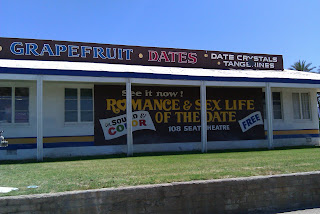 GRAPEFRUIT • DATES • DATE CRYSTALS
TANGERINES
See it now!
ROMANCE & SEX LIFE
OF THE DATE
in SOUND &
COLOR
108 SEAT THEATRE
FREE